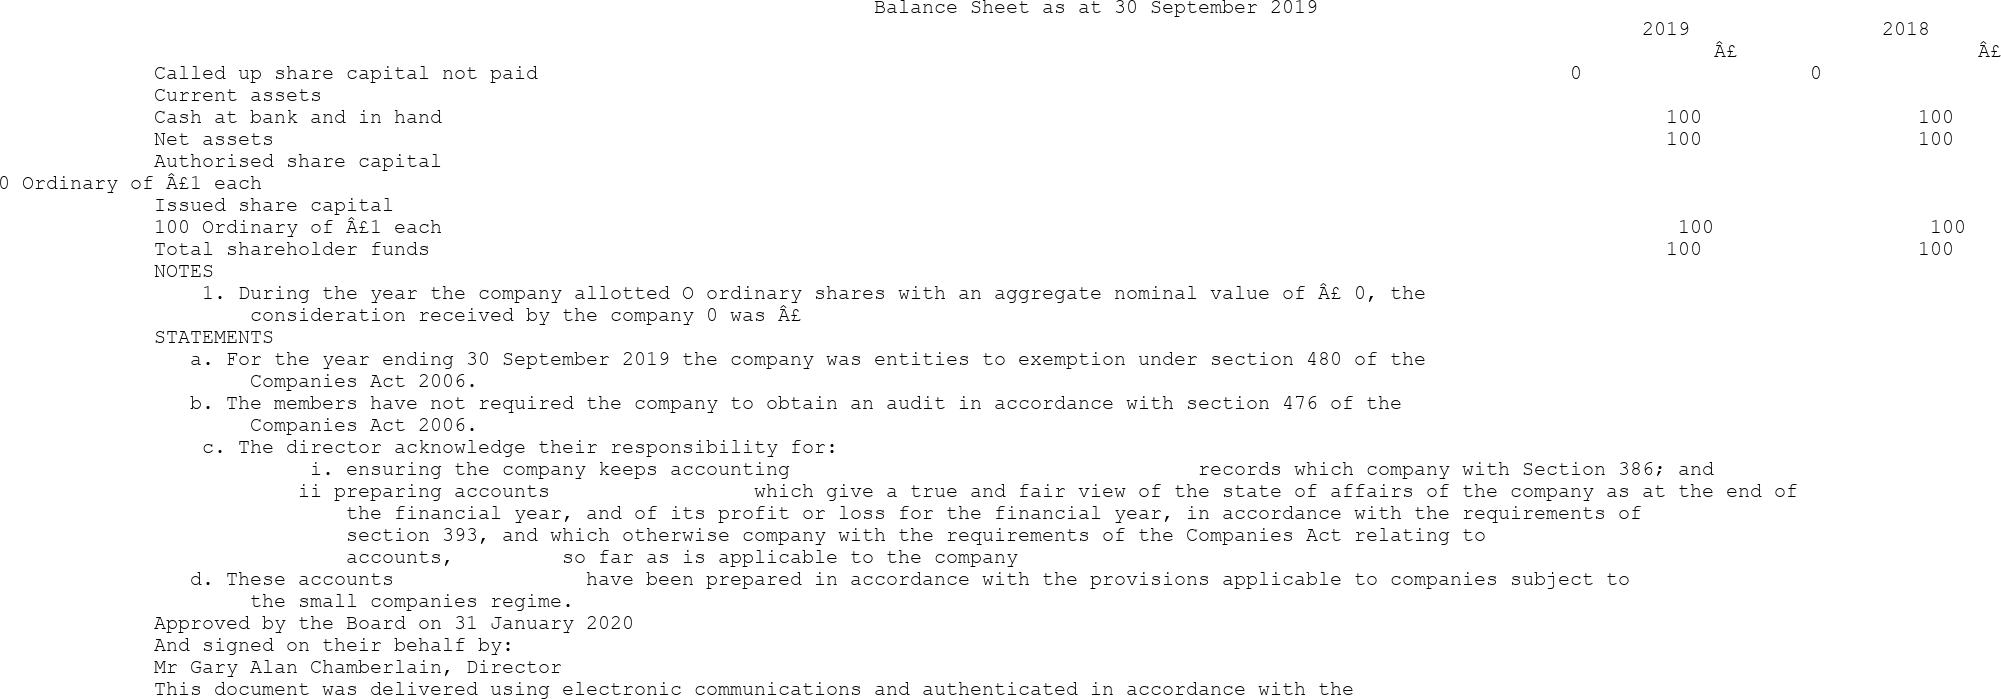 Balance Sheet as at 30 September 2019
2019 2018
Â£ Â£
Called up share capital not paid 0 0
Current assets
Cash at bank and in hand 100 100
Net assets 100 100
Authorised share capital
0 Ordinary of Â£1 each
Issued share capital
100 Ordinary of Â£1 each 100 100
Total shareholder funds 100 100
NOTES
1. During the year the company allotted O ordinary shares with an aggregate nominal value of Â£ 0, the
consideration received by the company 0 was Â£
STATEMENTS
a. For the year ending 30 September 2019 the company was entities to exemption under section 480 of the
Companies Act 2006.
b. The members have not required the company to obtain an audit in accordance with section 476 of the
Companies Act 2006.
c. The director acknowledge their responsibility for:
i. ensuring the company keeps accounting records which company with Section 386; and
ii preparing accounts which give a true and fair view of the state of affairs of the company as at the end of
the financial year, and of its profit or loss for the financial year, in accordance with the requirements of
section 393, and which otherwise company with the requirements of the Companies Act relating to
accounts, so far as is applicable to the company
d. These accounts have been prepared in accordance with the provisions applicable to companies subject to
the small companies regime.
Approved by the Board on 31 January 2020
And signed on their behalf by:
Mr Gary Alan Chamberlain, Director
This document was delivered using electronic communications and authenticated in accordance with the